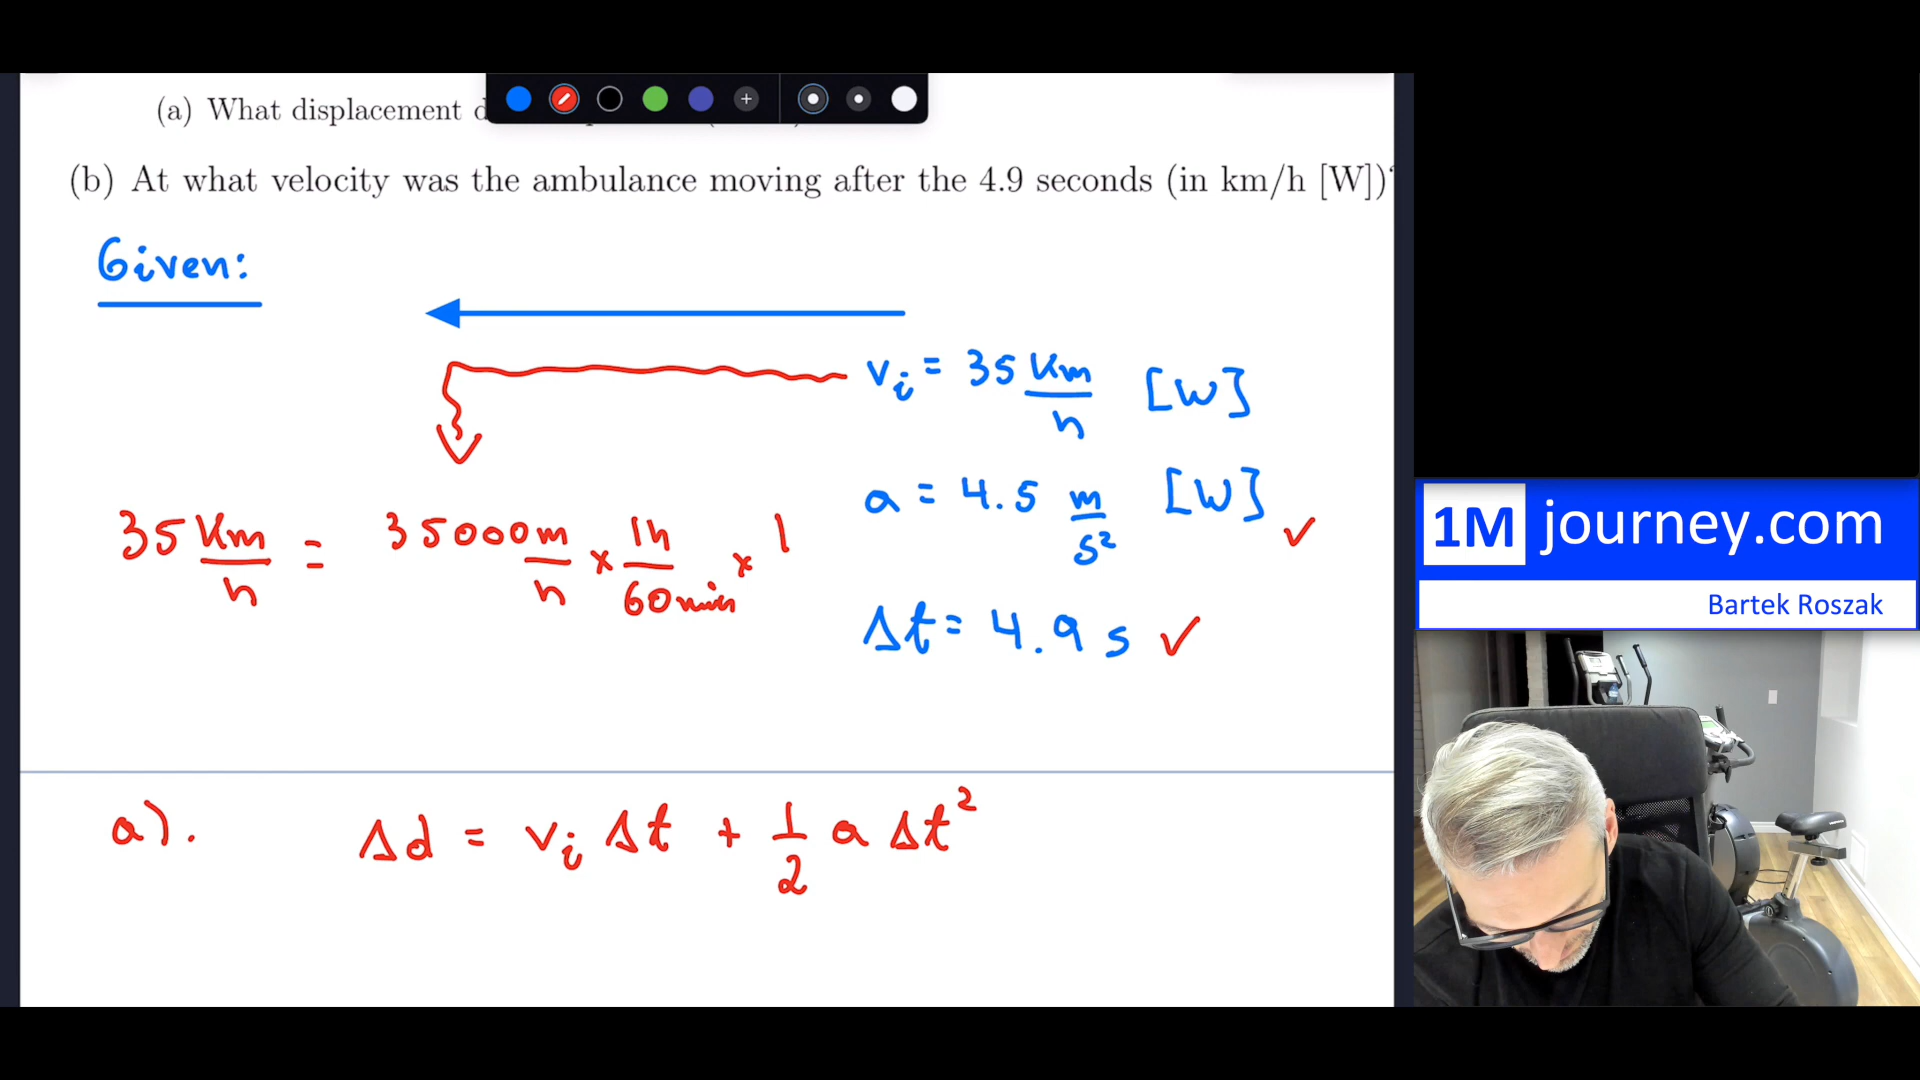 (a) What displacement d
(b) At what velocity was the ambulance moving after the 4.9 seconds (in km/h [W])?
Given:
vᵢ = 35 Km/h [W]
a = 4.5 m/s² [W] ✓
35 Km/h = 35000m/h × 1h/60min × 1
Δt = 4.9 s ✓
a). Δd = vᵢ Δt + 1/2 a Δt²
1M journey.com
Bartek Roszak